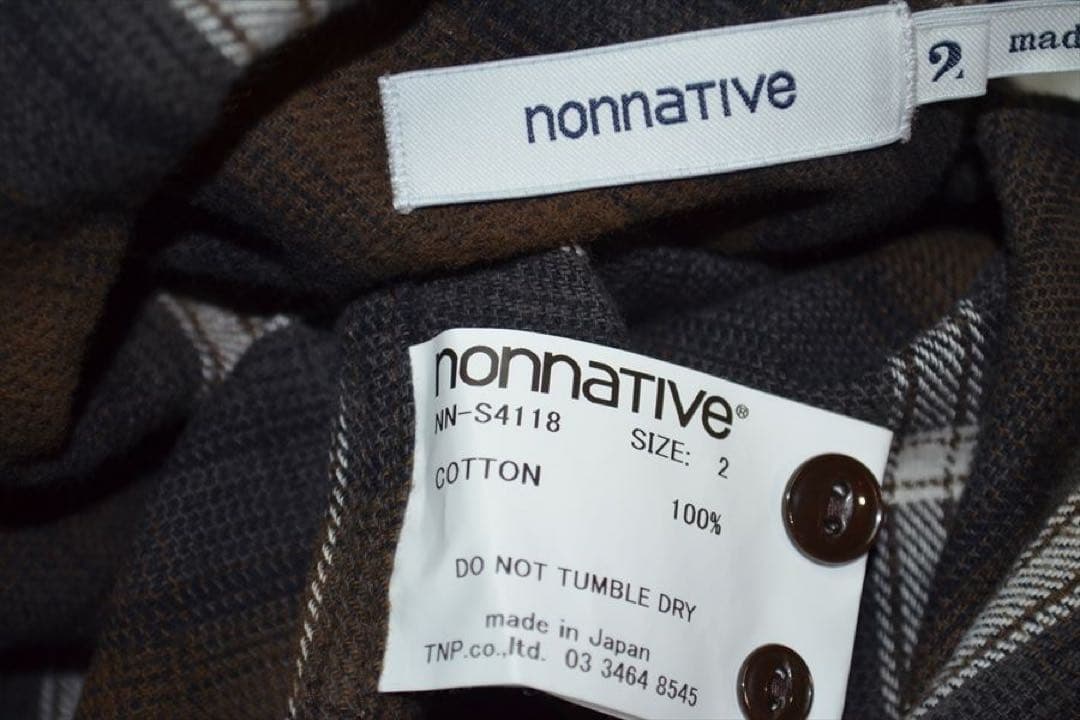 nonnaTIVe
2
mad
nonnaTIVe®
NN-S4118
SIZE: 2
COTTON
100%
DO NOT TUMBLE DRY
made in Japan
TNP.co.,ltd. 03 3464 8545